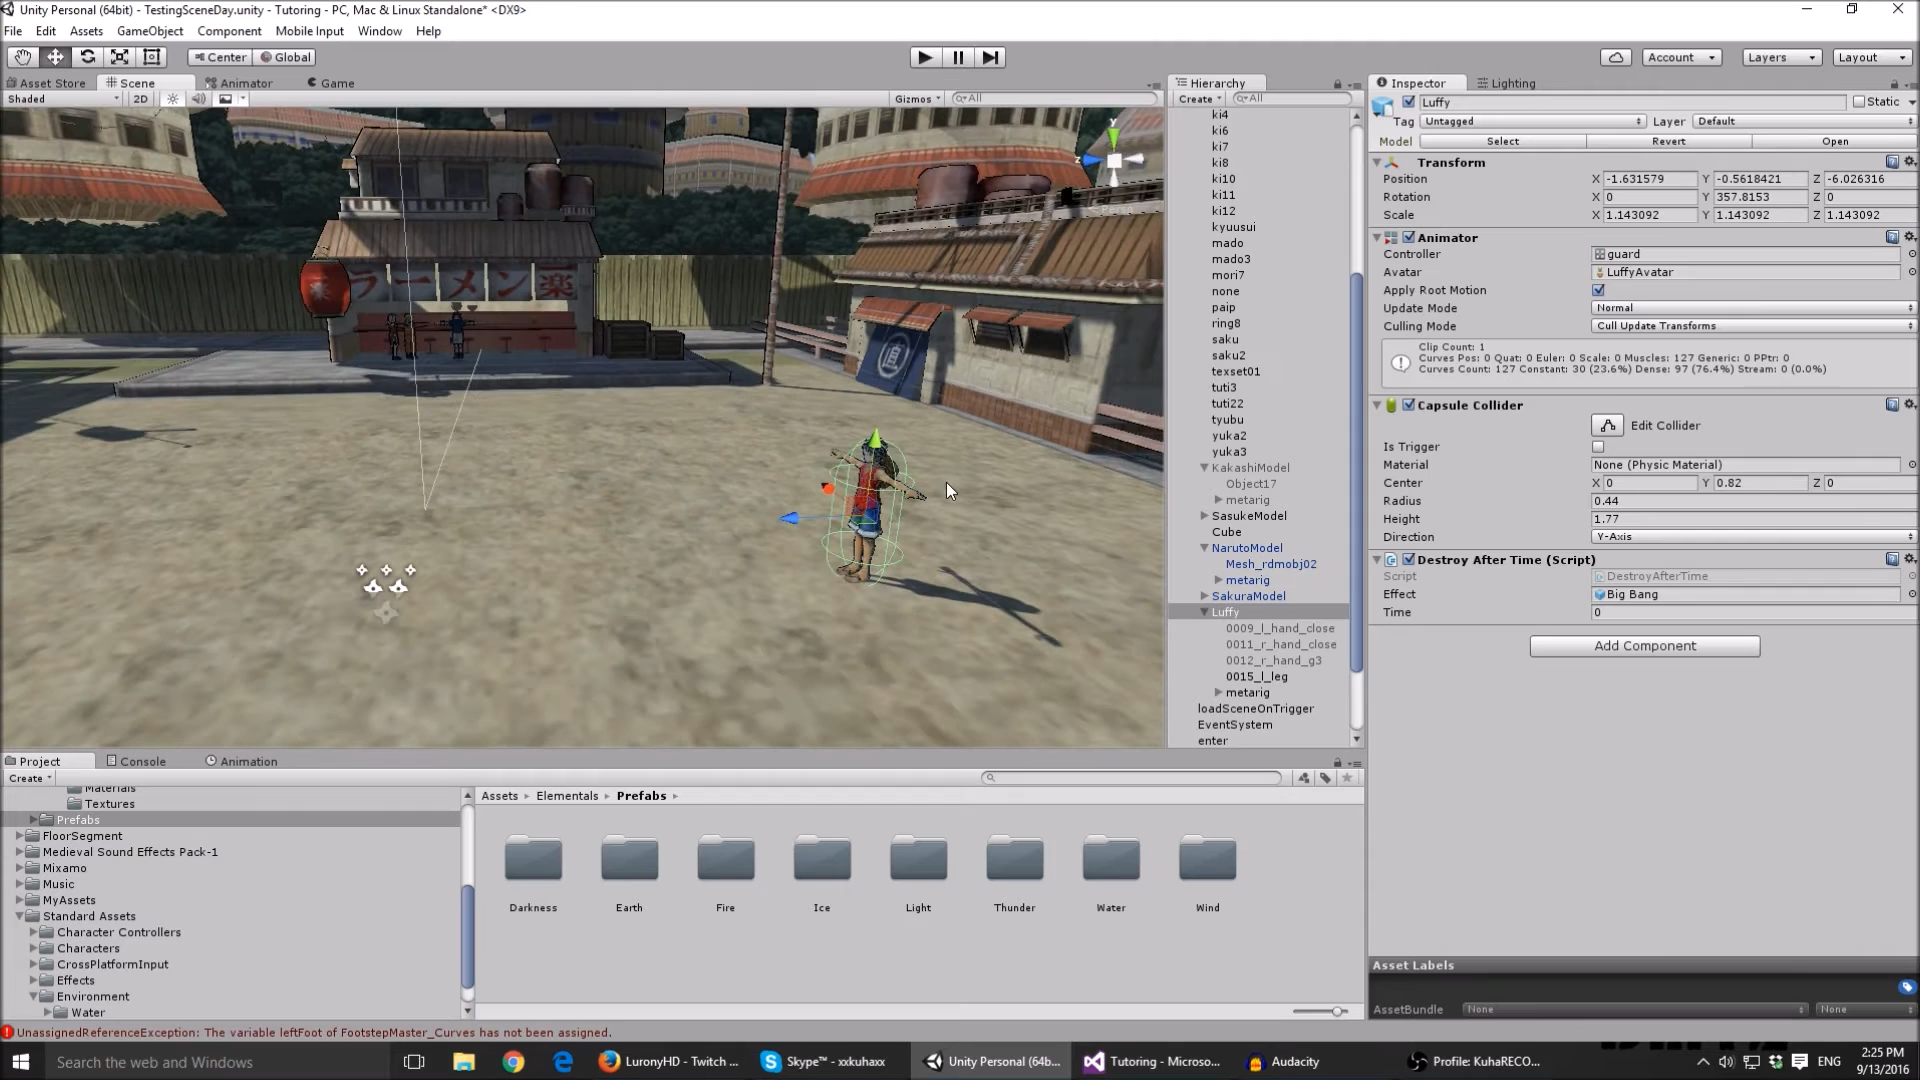 Unity Personal (64bit) - TestingSceneDay.unity - Tutoring - PC, Mac & Linux Standalone* <DX9>
File Edit Assets GameObject Component Mobile Input Window Help
Center Global Account Layers Layout
Asset Store Scene Animator Game
Shaded 2D Gizmos All
ラーメン
楽
Y
Z
Hierarchy
Create All
ki4
ki6
ki7
ki8
ki10
ki11
ki12
kyuusui
mado
mado3
mori7
none
paip
ring8
saku
saku2
texset01
tuti3
tuti22
tyubu
yuka2
yuka3
KakashiModel
Object17
metarig
SasukeModel
Cube
NarutoModel
Mesh_rdmobj02
metarig
SakuraModel
Luffy
0009_l_hand_close
0011_r_hand_close
0012_r_hand_g3
0015_l_leg
metarig
loadSceneOnTrigger
EventSystem
enter
Inspector Lighting
Luffy Static
Tag Untagged Layer Default
Model Select Revert Open
Transform
Position X -1.631579 Y -0.5618421 Z -6.026316
Rotation X 0 Y 357.8153 Z 0
Scale X 1.143092 Y 1.143092 Z 1.143092
Animator
Controller guard
Avatar LuffyAvatar
Apply Root Motion
Update Mode Normal
Culling Mode Cull Update Transforms
Clip Count: 1
Curves Pos: 0 Quat: 0 Euler: 0 Scale: 0 Muscles: 127 Generic: 0 PPtr: 0
Curves Count: 127 Constant: 30 (23.6%) Dense: 97 (76.4%) Stream: 0 (0.0%)
Capsule Collider
Edit Collider
Is Trigger
Material None (Physic Material)
Center X 0 Y 0.82 Z 0
Radius 0.44
Height 1.77
Direction Y-Axis
Destroy After Time (Script)
Script DestroyAfterTime
Effect Big Bang
Time 0
Add Component
Asset Labels
AssetBundle None None
Project Console Animation
Create
Materials
Textures
Prefabs
FloorSegment
Medieval Sound Effects Pack-1
Mixamo
Music
MyAssets
Standard Assets
Character Controllers
Characters
CrossPlatformInput
Effects
Environment
Water
Assets Elementals Prefabs
Darkness Earth Fire Ice Light Thunder Water Wind
UnassignedReferenceException: The variable leftFoot of FootstepMaster_Curves has not been assigned.
Search the web and Windows
LuronyHD - Twitch ...
Skype™ - xxkuhaxx
Unity Personal (64b...
Tutoring - Microso...
Audacity
Profile: KuhaRECO...
ENG
2:25 PM
9/13/2016